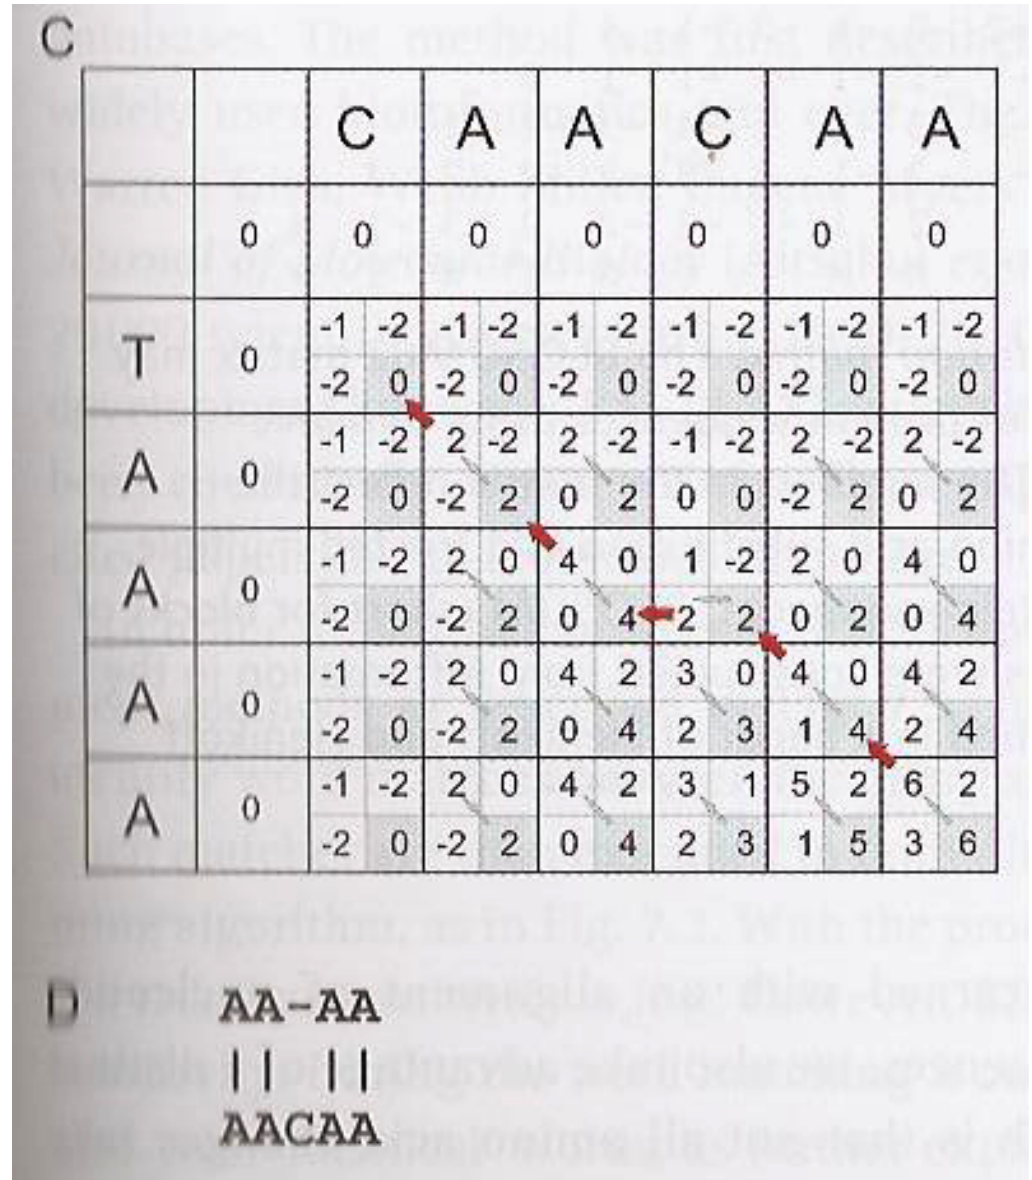 C
C A A C A A
0 0 0 0 0 0 0
-1 -2 -1 -2 -1 -2 -1 -2 -1 -2 -1 -2
T 0
-2 0 -2 0 -2 0 -2 0 -2 0 -2 0
-1 -2 2 -2 2 -2 -1 -2 2 -2 2 -2
A 0
-2 0 -2 2 0 2 0 0 -2 2 0 2
-1 -2 2 0 4 0 1 -2 2 0 4 0
A 0
-2 0 -2 2 0 4 2 2 0 2 0 4
-1 -2 2 0 4 2 3 0 4 0 4 2
A 0
-2 0 -2 2 0 4 2 3 1 4 2 4
-1 -2 2 0 4 2 3 1 5 2 6 2
A 0
-2 0 -2 2 0 4 2 3 1 5 3 6
D AA-AA
|| ||
AACAA